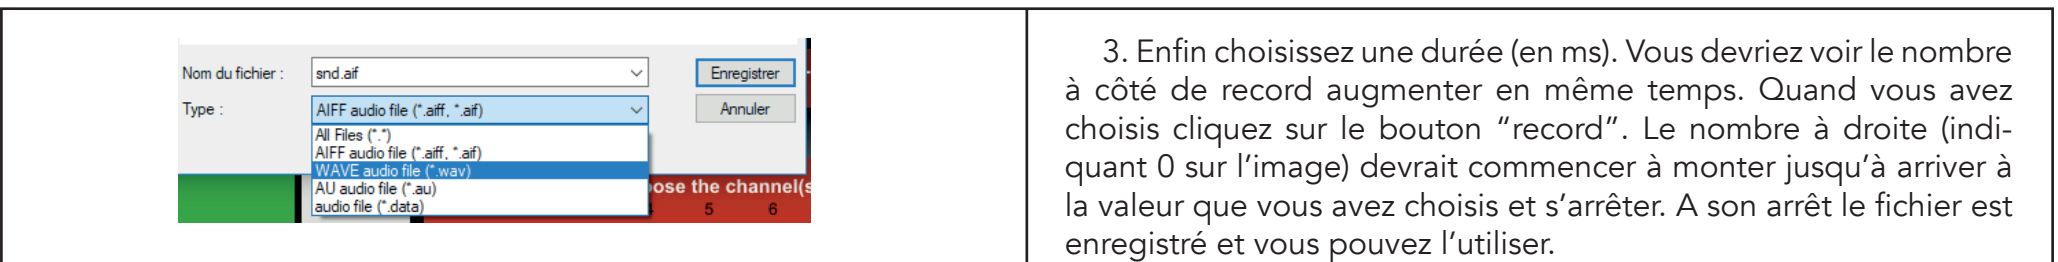 Nom du fichier :
snd.aif
Enregistrer
Type :
AIFF audio file (*.aiff, *.aif)
Annuler
All Files (*.*)
AIFF audio file (*.aiff, *.aif)
WAVE audio file (*.wav)
AU audio file (*.au)
audio file (*.data)
ose the channel(s
5 6
3. Enfin choisissez une durée (en ms). Vous devriez voir le nombre
à côté de record augmenter en même temps. Quand vous avez
choisis cliquez sur le bouton “record”. Le nombre à droite (indi-
quant 0 sur l’image) devrait commencer à monter jusqu’à arriver à
la valeur que vous avez choisis et s’arrêter. A son arrêt le fichier est
enregistré et vous pouvez l’utiliser.